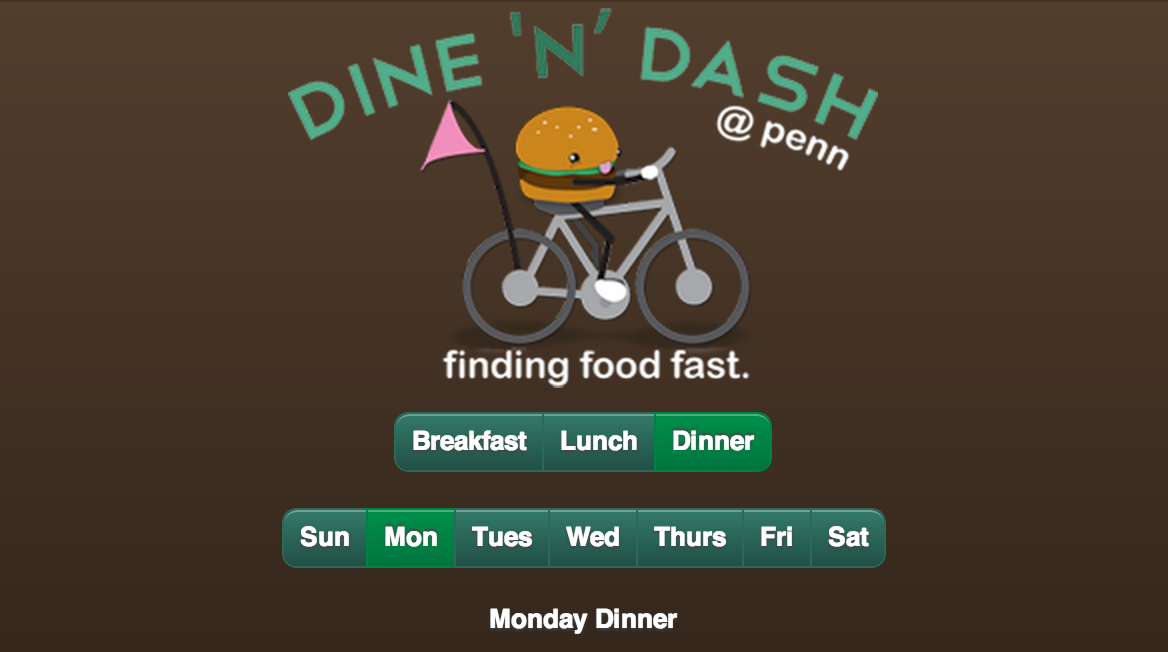 DINE 'N' DASH
@ penn
finding food fast.
Breakfast Lunch Dinner
Sun Mon Tues Wed Thurs Fri Sat
Monday Dinner